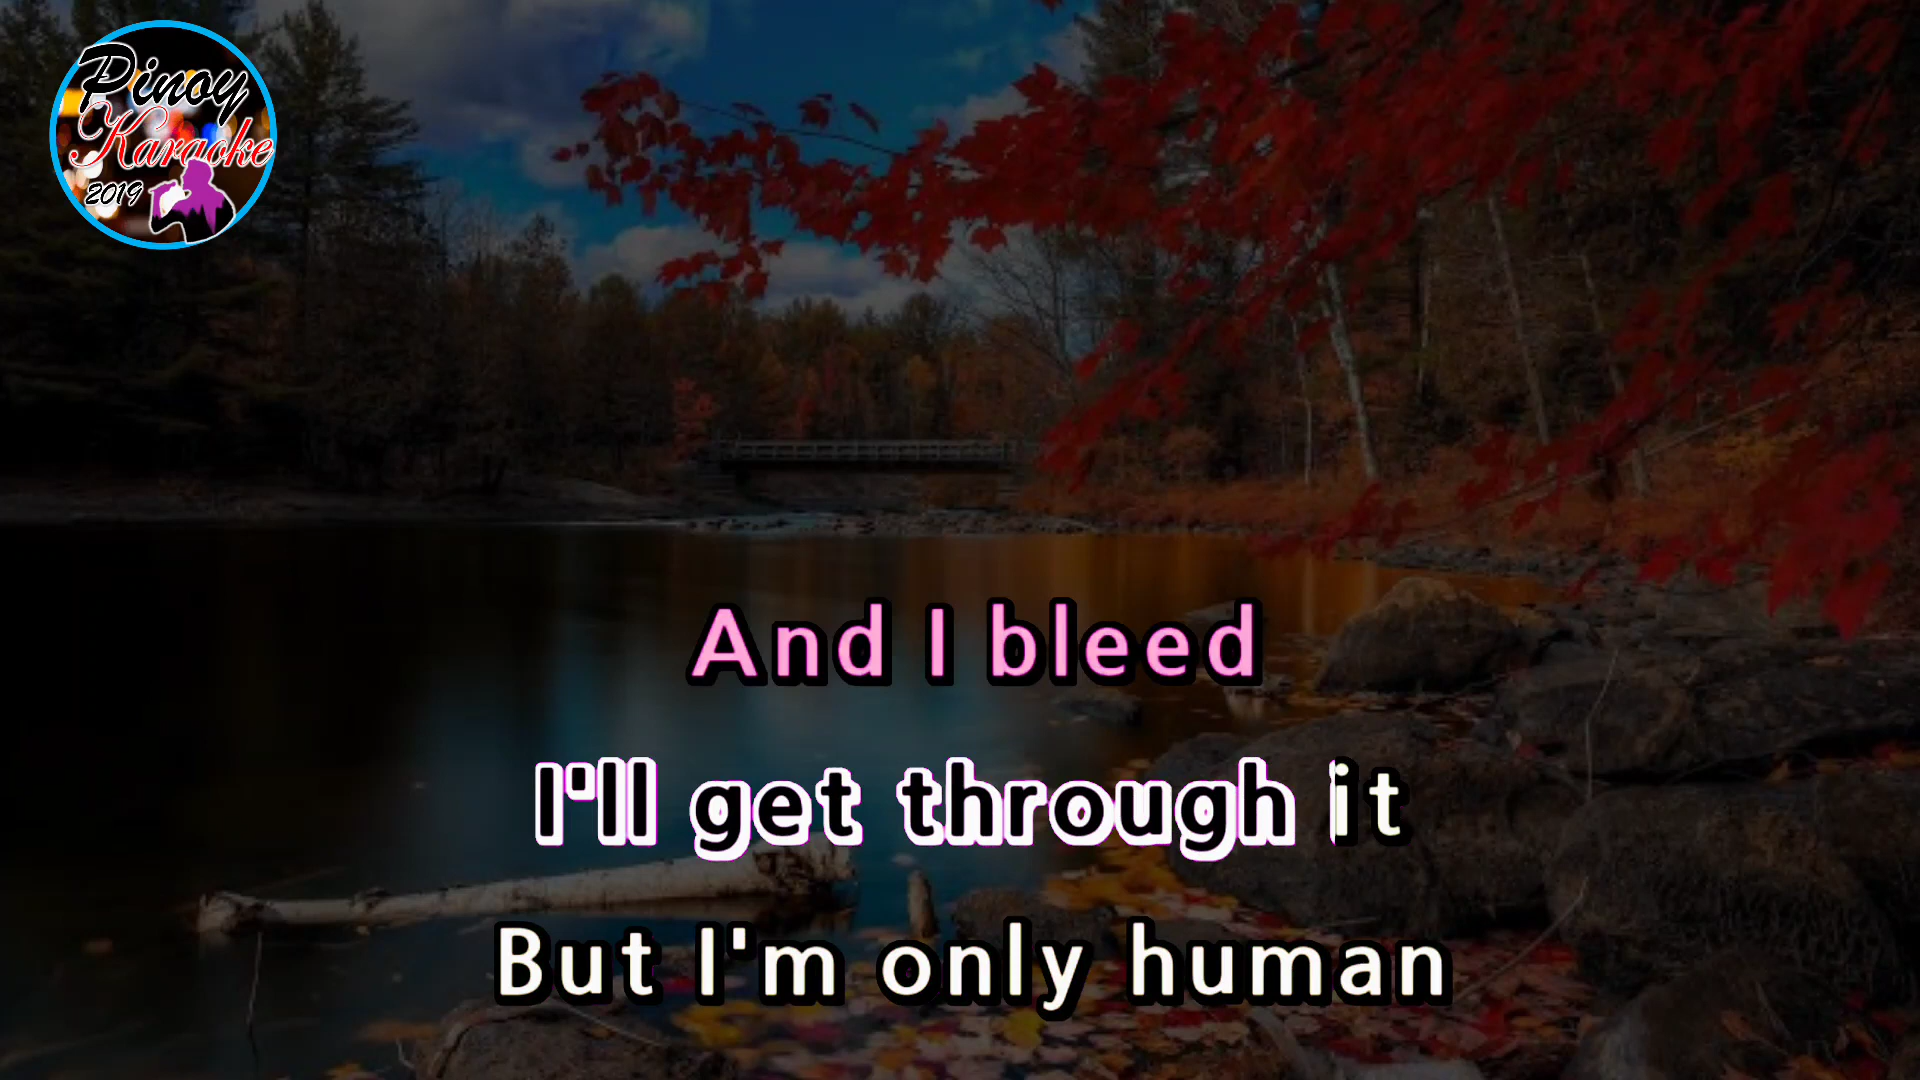 Pinoy
Karaoke
2019
And I bleed
I'll get through it
But I'm only human